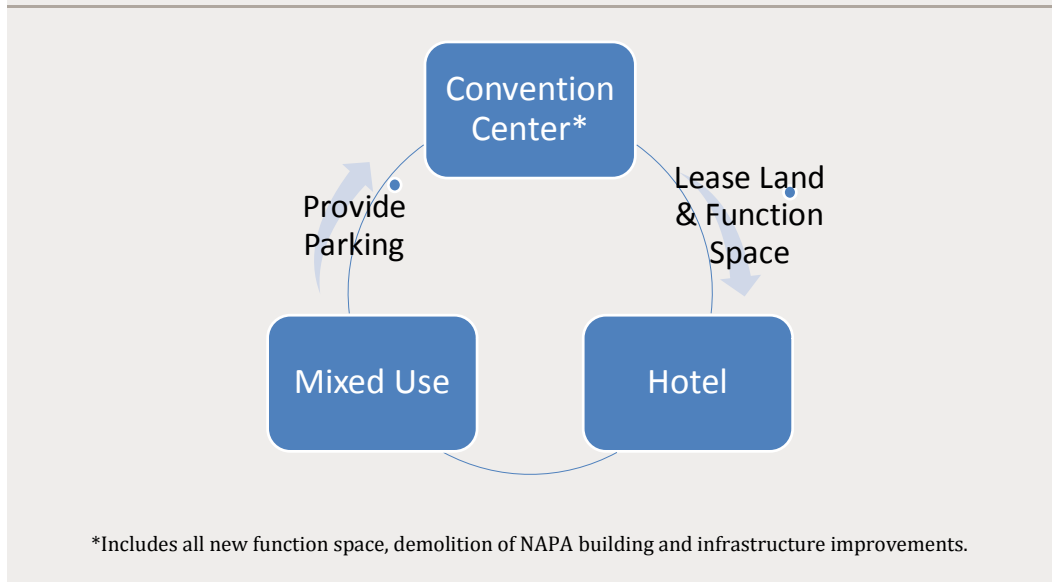 Convention
Center*
Provide
Parking
Lease Land
& Function
Space
Mixed Use
Hotel
*Includes all new function space, demolition of NAPA building and infrastructure improvements.